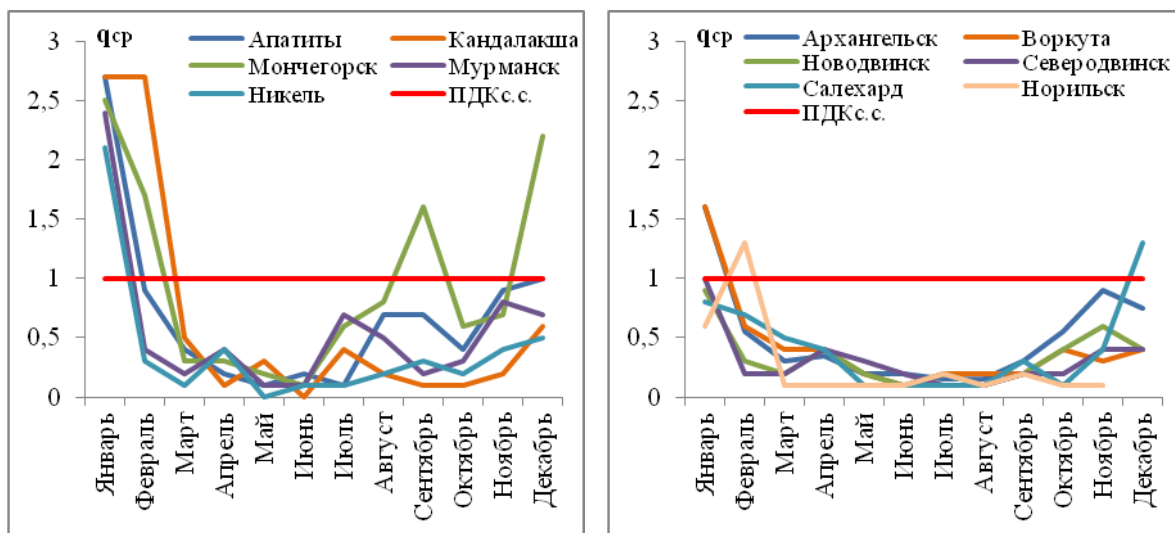 qср
Апатиты
Кандалакша
Мончегорск
Мурманск
Никель
ПДКс.с.
3
2,5
2
1,5
1
0,5
0
Январь
Февраль
Март
Апрель
Май
Июнь
Июль
Август
Сентябрь
Октябрь
Ноябрь
Декабрь
qср
Архангельск
Воркута
Новодвинск
Северодвинск
Салехард
Норильск
ПДКс.с.
3
2,5
2
1,5
1
0,5
0
Январь
Февраль
Март
Апрель
Май
Июнь
Июль
Август
Сентябрь
Октябрь
Ноябрь
Декабрь